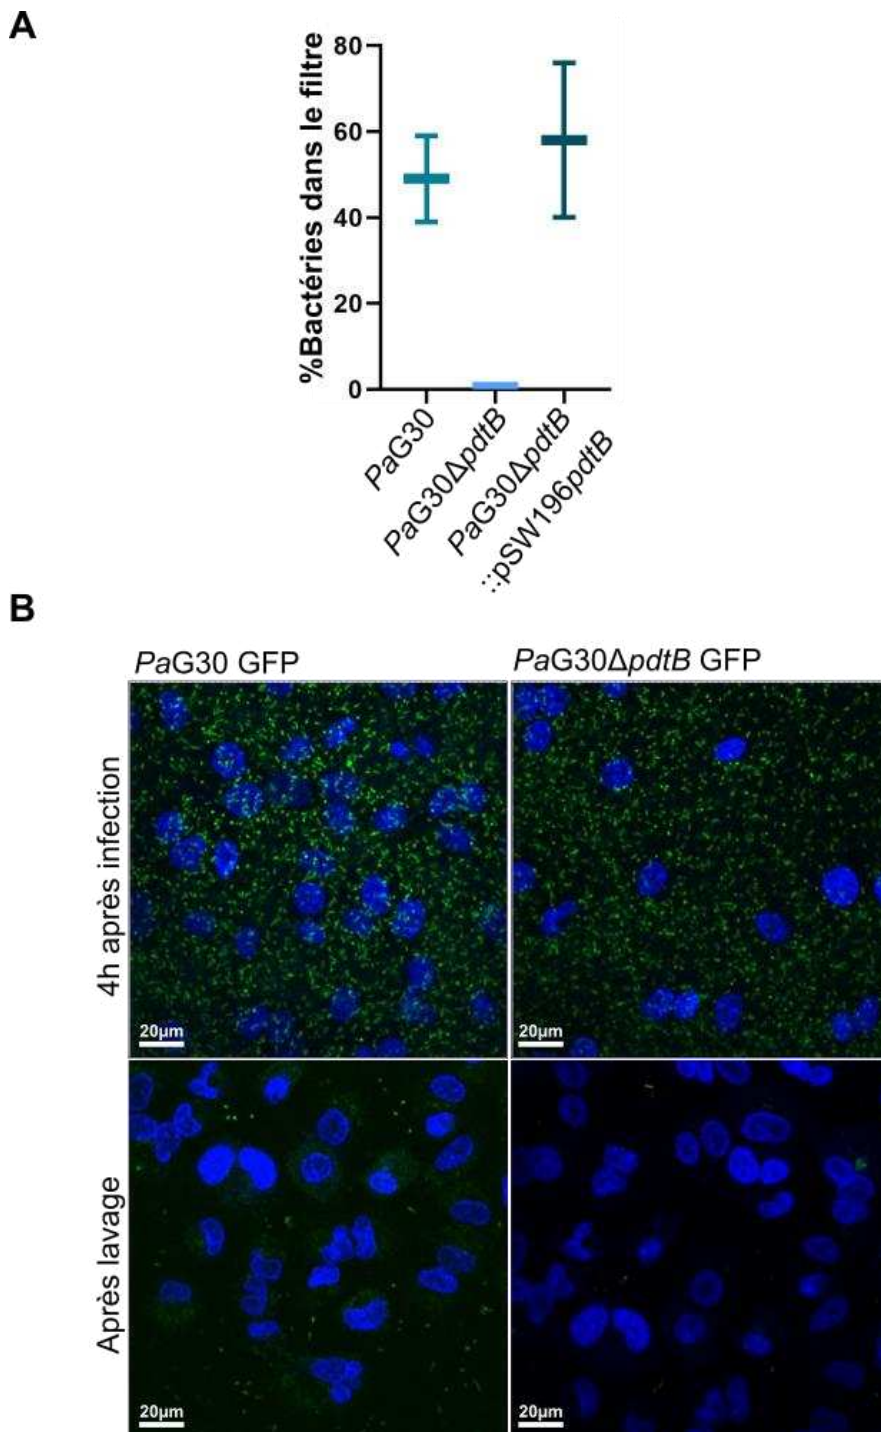 A
%Bactéries dans le filtre
80
60
40
20
0
PaG30
PaG30ΔpdtB
PaG30ΔpdtB
::pSW196pdtB
B
PaG30 GFP
PaG30ΔpdtB GFP
4h après infection
20µm
20µm
Après lavage
20µm
20µm